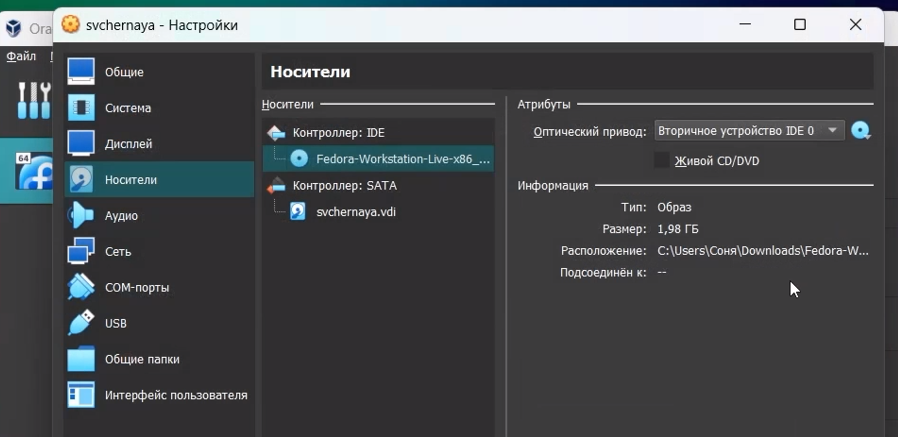 svchernaya - Настройки
Ora
Файл
64
Общие
Система
Дисплей
Носители
Аудио
Сеть
COM-порты
USB
Общие папки
Интерфейс пользователя
Носители
Носители
Контроллер: IDE
Fedora-Workstation-Live-x86_...
Контроллер: SATA
svchernaya.vdi
Атрибуты
Оптический привод: Вторичное устройство IDE 0
Живой CD/DVD
Информация
Тип: Образ
Размер: 1,98 ГБ
Расположение: C:\Users\Соня\Downloads\Fedora-W...
Подсоединён к: --